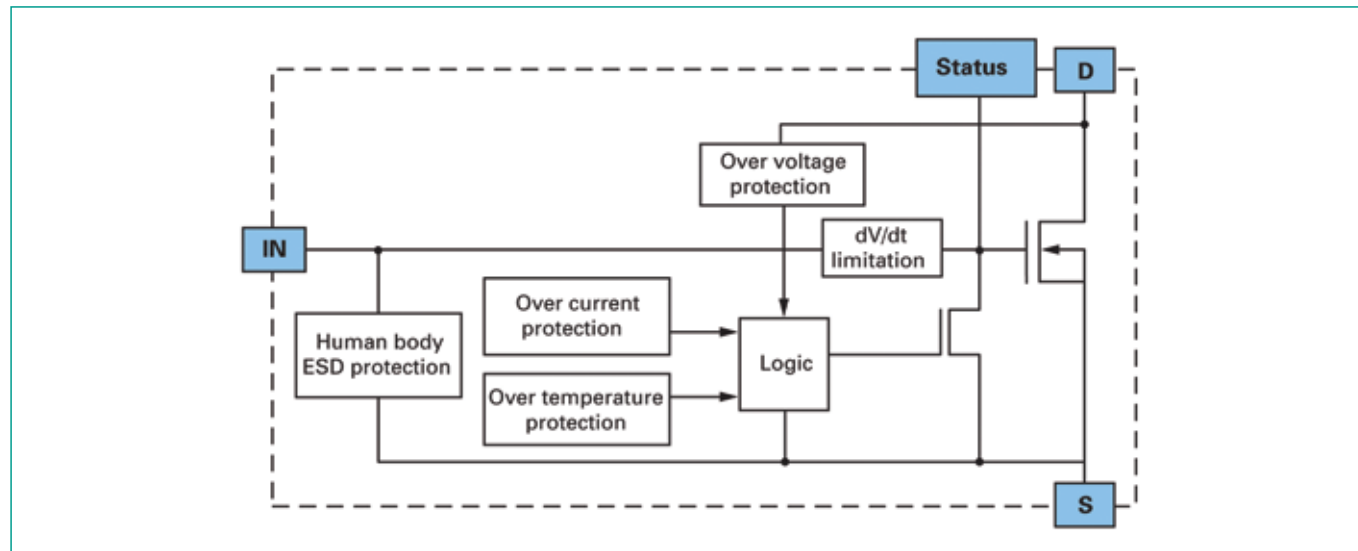 Status
D
Over voltage
protection
IN
dV/dt
limitation
Over current
protection
Human body
ESD protection
Logic
Over temperature
protection
S